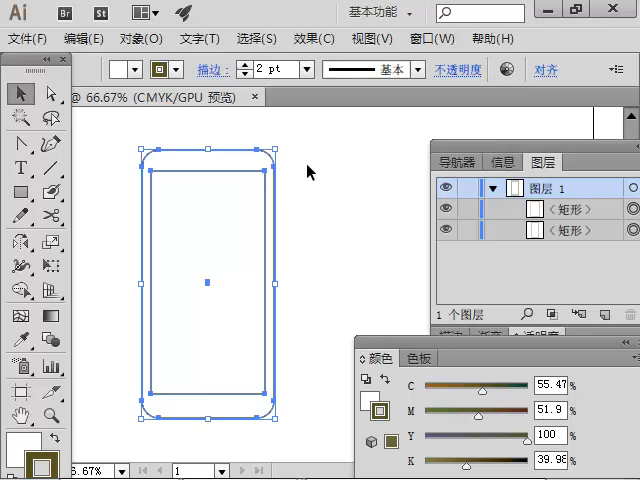 Ai Br St 基本功能
文件(F) 编辑(E) 对象(O) 文字(T) 选择(S) 效果(C) 视图(V) 窗口(W) 帮助(H)
描边: 2 pt 基本 不透明度 对齐
@ 66.67% (CMYK/GPU 预览) ×
导航器 信息 图层
图层 1
<矩形>
<矩形>
1 个图层
颜色 色板
C 55.47 %
M 51.9 %
Y 100 %
K 39.98 %
6.67% 1